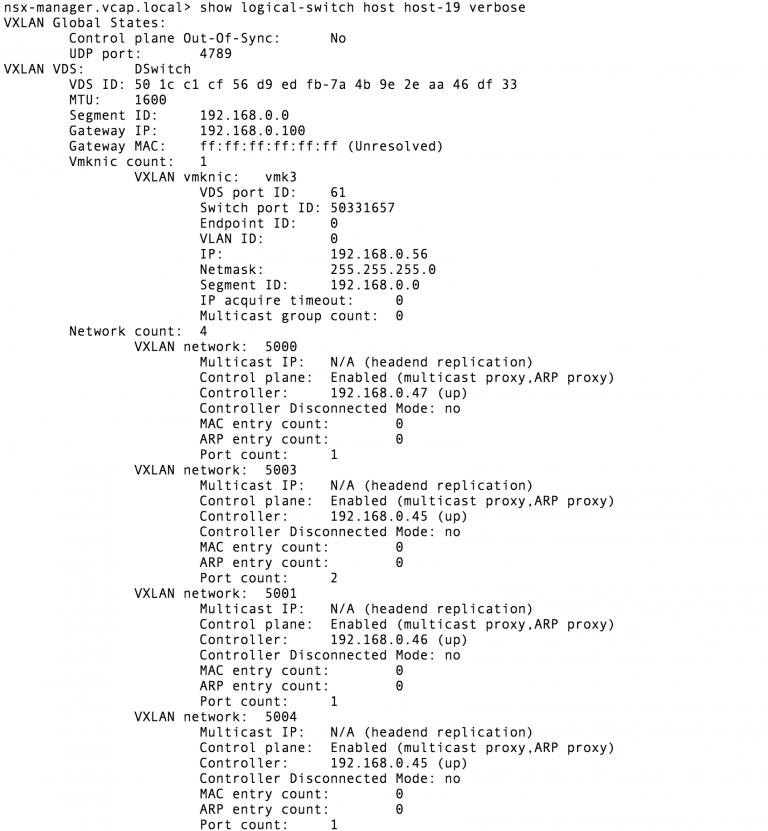 nsx-manager.vcap.local> show logical-switch host host-19 verbose
VXLAN Global States:
Control plane Out-Of-Sync: No
UDP port: 4789
VXLAN VDS: DSwitch
VDS ID: 50 1c c1 cf 56 d9 ed fb-7a 4b 9e 2e aa 46 df 33
MTU: 1600
Segment ID: 192.168.0.0
Gateway IP: 192.168.0.100
Gateway MAC: ff:ff:ff:ff:ff:ff (Unresolved)
Vmknic count: 1
VXLAN vmknic: vmk3
VDS port ID: 61
Switch port ID: 50331657
Endpoint ID: 0
VLAN ID: 0
IP: 192.168.0.56
Netmask: 255.255.255.0
Segment ID: 192.168.0.0
IP acquire timeout: 0
Multicast group count: 0
Network count: 4
VXLAN network: 5000
Multicast IP: N/A (headend replication)
Control plane: Enabled (multicast proxy,ARP proxy)
Controller: 192.168.0.47 (up)
Controller Disconnected Mode: no
MAC entry count: 0
ARP entry count: 0
Port count: 1
VXLAN network: 5003
Multicast IP: N/A (headend replication)
Control plane: Enabled (multicast proxy,ARP proxy)
Controller: 192.168.0.45 (up)
Controller Disconnected Mode: no
MAC entry count: 0
ARP entry count: 0
Port count: 2
VXLAN network: 5001
Multicast IP: N/A (headend replication)
Control plane: Enabled (multicast proxy,ARP proxy)
Controller: 192.168.0.46 (up)
Controller Disconnected Mode: no
MAC entry count: 0
ARP entry count: 0
Port count: 1
VXLAN network: 5004
Multicast IP: N/A (headend replication)
Control plane: Enabled (multicast proxy,ARP proxy)
Controller: 192.168.0.45 (up)
Controller Disconnected Mode: no
MAC entry count: 0
ARP entry count: 0
Port count: 1